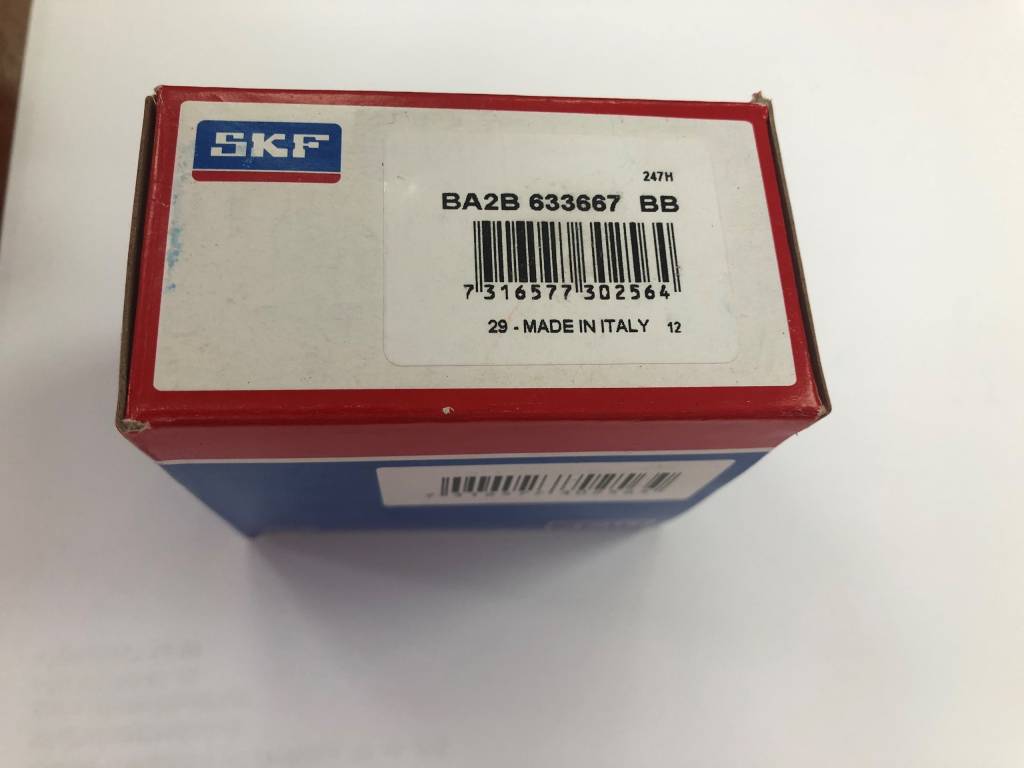 SKF
247H
BA2B 633667 BB
7 316577 302564
29 - MADE IN ITALY 12